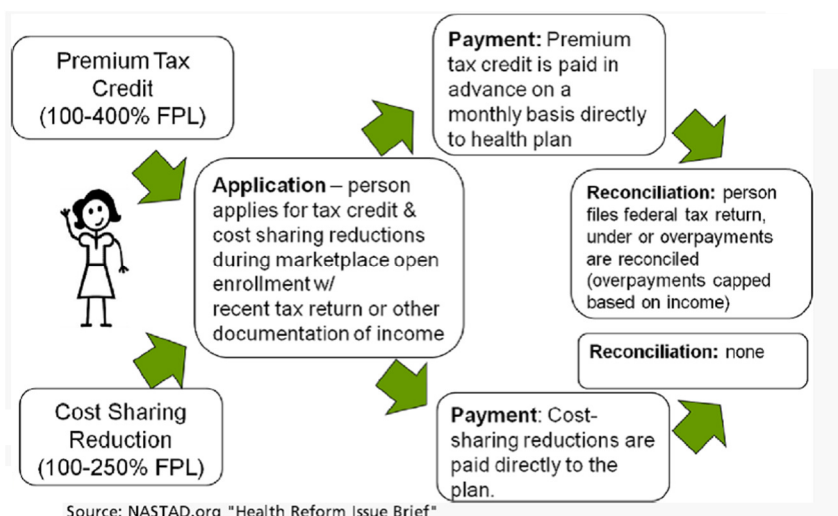 Premium Tax
Credit
(100-400% FPL)
Payment: Premium
tax credit is paid in
advance on a
monthly basis directly
to health plan
Application – person
applies for tax credit &
cost sharing reductions
during marketplace open
enrollment w/
recent tax return or other
documentation of income
Reconciliation: person
files federal tax return,
under or overpayments
are reconciled
(overpayments capped
based on income)
Reconciliation: none
Cost Sharing
Reduction
(100-250% FPL)
Payment: Cost-
sharing reductions are
paid directly to the
plan.
Source: NASTAD.org "Health Reform Issue Brief"